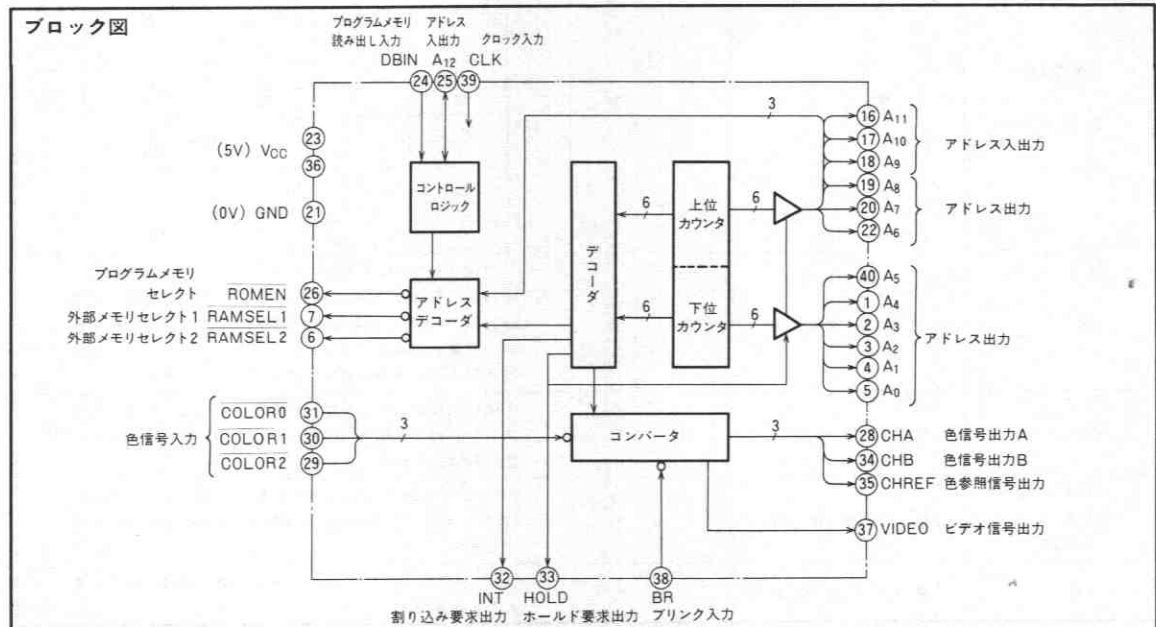 ブロック図
プログラムメモリ アドレス
読み出し入力 入出力 クロック入力
DBIN A12 CLK
24 25 39
3
23
(5V) VCC
36
(0V) GND 21
コントロール
ロジック
プログラムメモリ
セレクト ROMEN 26
外部メモリセレクト1 RAMSEL1 7
外部メモリセレクト2 RAMSEL2 6
アドレス
デコーダ
デコーダ
6
6
上位
カウンタ
下位
カウンタ
6
6
16 A11
17 A10
18 A9
アドレス入出力
19 A8
20 A7
22 A6
アドレス出力
40 A5
1 A4
2 A3
3 A2
4 A1
5 A0
アドレス出力
色信号入力
COLOR0 31
COLOR1 30
COLOR2 29
3
コンバータ
3
28 CHA 色信号出力A
34 CHB 色信号出力B
35 CHREF 色参照信号出力
37 VIDEO ビデオ信号出力
32 33 38
INT HOLD BR
割り込み要求出力 ホールド要求出力 ブリンク入力